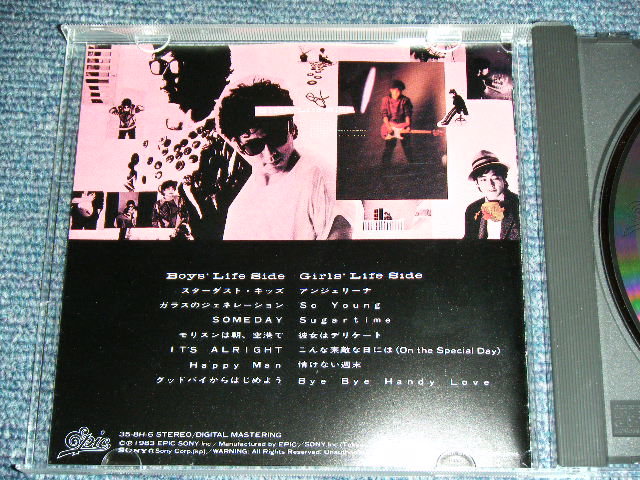 Boys' Life Side
スターダスト・キッズ
ガラスのジェネレーション
SOMEDAY
モリスンは朝、空港で
IT'S ALRIGHT
Happy Man
グッドバイからはじめよう
Girls' Life Side
アンジェリーナ
So Young
Sugartime
彼女はデリケート
こんな素敵な日には(On the Special Day)
情けない週末
Bye Bye Handy Love
Epic
35・8H-6 STEREO/DIGITAL MASTERING
©℗1983 EPIC SONY Inc./Manufactured by EPIC/SONY Inc.
SONY® Sony Corp.(sp)/WARNING: All Rights Reserved.